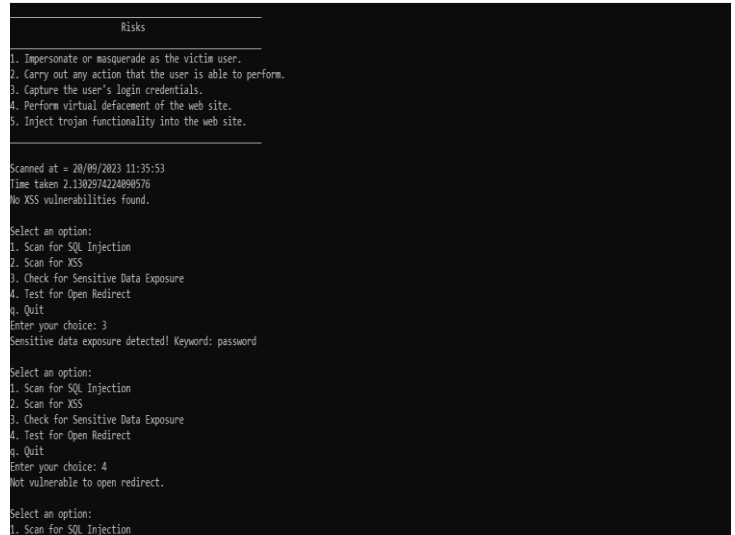 Risks
1. Impersonate or masquerade as the victim user.
2. Carry out any action that the user is able to perform.
3. Capture the user's login credentials.
4. Perform virtual defacement of the web site.
5. Inject trojan functionality into the web site.
Scanned at = 20/09/2023 11:35:53
Time taken 2.1302974224090576
No XSS vulnerabilities found.
Select an option:
1. Scan for SQL Injection
2. Scan for XSS
3. Check for Sensitive Data Exposure
4. Test for Open Redirect
q. Quit
Enter your choice: 3
Sensitive data exposure detected! Keyword: password
Select an option:
1. Scan for SQL Injection
2. Scan for XSS
3. Check for Sensitive Data Exposure
4. Test for Open Redirect
q. Quit
Enter your choice: 4
Not vulnerable to open redirect.
Select an option:
1. Scan for SQL Injection